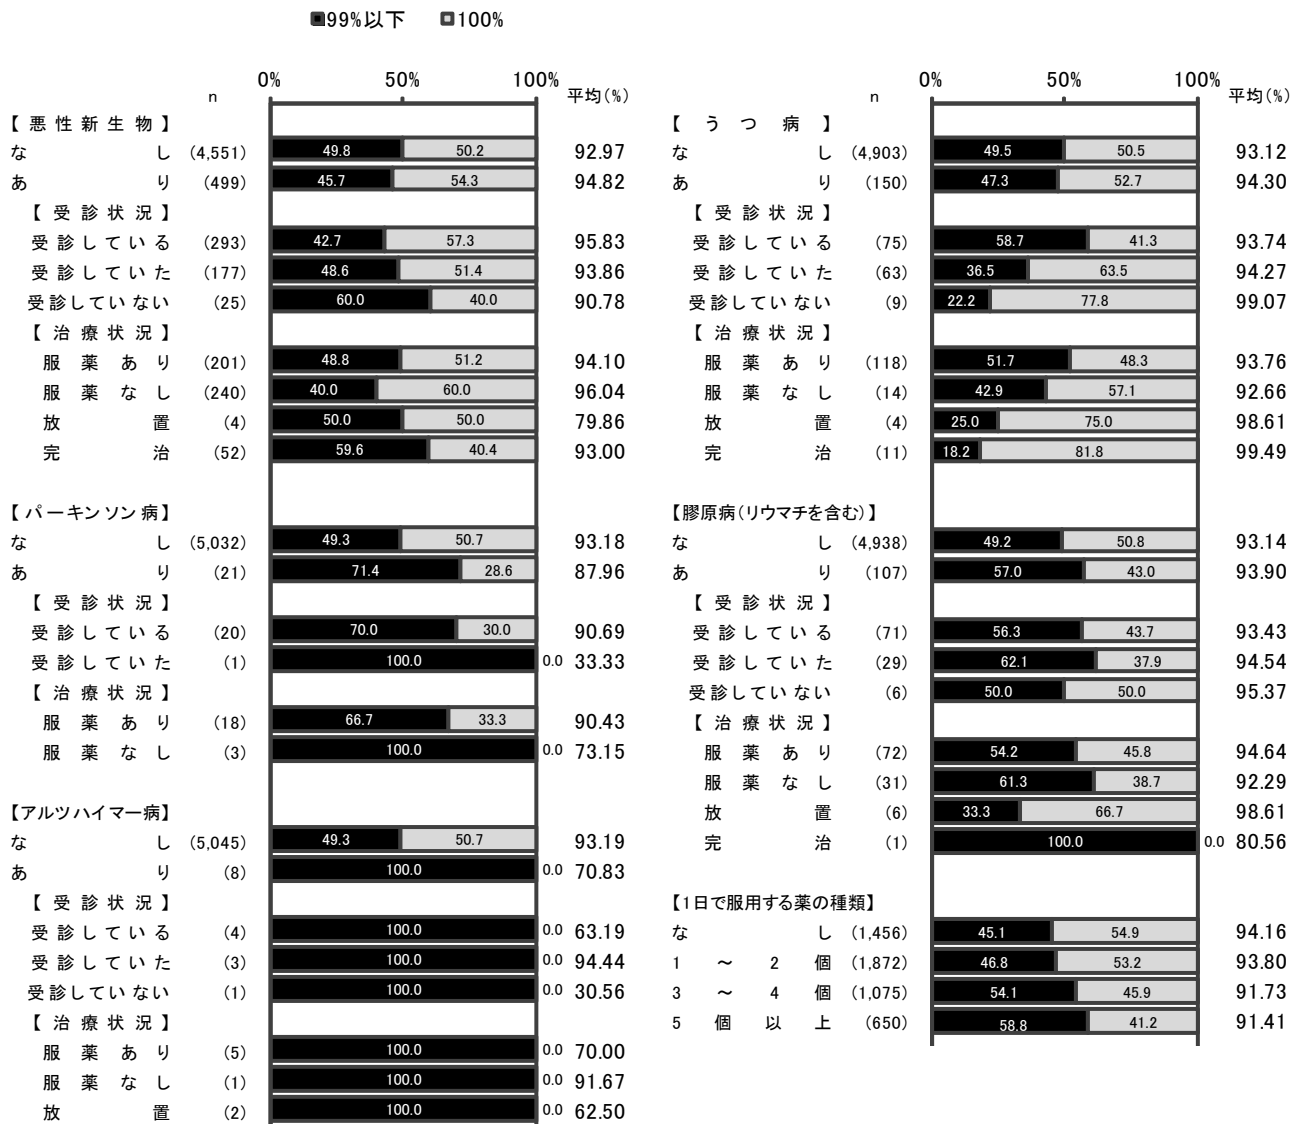 ■99%以下 □100%
0% 50% 100%
n 平均(%)
【悪性新生物】
なし (4,551) 49.8 50.2 92.97
あり (499) 45.7 54.3 94.82
【受診状況】
受診している (293) 42.7 57.3 95.83
受診していた (177) 48.6 51.4 93.86
受診していない (25) 60.0 40.0 90.78
【治療状況】
服薬あり (201) 48.8 51.2 94.10
服薬なし (240) 40.0 60.0 96.04
放置 (4) 50.0 50.0 79.86
完治 (52) 59.6 40.4 93.00
【パーキンソン病】
なし (5,032) 49.3 50.7 93.18
あり (21) 71.4 28.6 87.96
【受診状況】
受診している (20) 70.0 30.0 90.69
受診していた (1) 100.0 0.0 33.33
【治療状況】
服薬あり (18) 66.7 33.3 90.43
服薬なし (3) 100.0 0.0 73.15
【アルツハイマー病】
なし (5,045) 49.3 50.7 93.19
あり (8) 100.0 0.0 70.83
【受診状況】
受診している (4) 100.0 0.0 63.19
受診していた (3) 100.0 0.0 94.44
受診していない (1) 100.0 0.0 30.56
【治療状況】
服薬あり (5) 100.0 0.0 70.00
服薬なし (1) 100.0 0.0 91.67
放置 (2) 100.0 0.0 62.50
0% 50% 100%
n 平均(%)
【うつ病】
なし (4,903) 49.5 50.5 93.12
あり (150) 47.3 52.7 94.30
【受診状況】
受診している (75) 58.7 41.3 93.74
受診していた (63) 36.5 63.5 94.27
受診していない (9) 22.2 77.8 99.07
【治療状況】
服薬あり (118) 51.7 48.3 93.76
服薬なし (14) 42.9 57.1 92.66
放置 (4) 25.0 75.0 98.61
完治 (11) 18.2 81.8 99.49
【膠原病(リウマチを含む)】
なし (4,938) 49.2 50.8 93.14
あり (107) 57.0 43.0 93.90
【受診状況】
受診している (71) 56.3 43.7 93.43
受診していた (29) 62.1 37.9 94.54
受診していない (6) 50.0 50.0 95.37
【治療状況】
服薬あり (72) 54.2 45.8 94.64
服薬なし (31) 61.3 38.7 92.29
放置 (6) 33.3 66.7 98.61
完治 (1) 100.0 0.0 80.56
【1日で服用する薬の種類】
なし (1,456) 45.1 54.9 94.16
1～2個 (1,872) 46.8 53.2 93.80
3～4個 (1,075) 54.1 45.9 91.73
5個以上 (650) 58.8 41.2 91.41